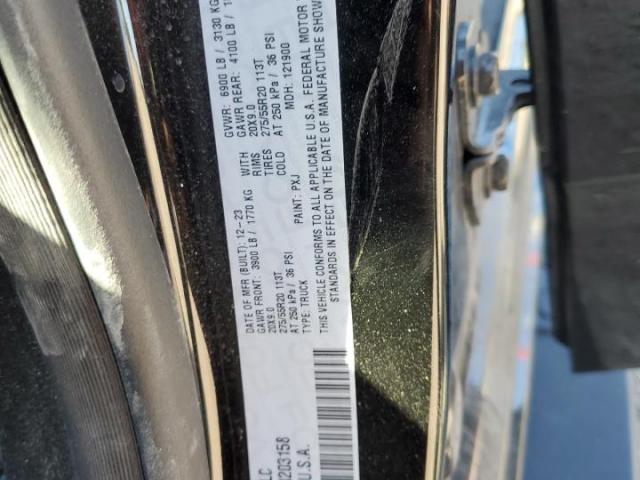 LC
203158
U.S.A.
DATE OF MFR (BUILT): 12-23 GVWR: 6900 LB / 3130 KG
GAWR FRONT: 3900 LB / 1770 KG WITH GAWR REAR: 4100 LB /
20X9.0 RIMS 20X9.0
275/55R20 113T TIRES 275/55R20 113T
AT 250 kPa / 36 PSI COLD AT 250 kPa / 36 PSI
TYPE: TRUCK PAINT: PXJ MDH: 121900
THIS VEHICLE CONFORMS TO ALL APPLICABLE U.S.A. FEDERAL MOTOR
STANDARDS IN EFFECT ON THE DATE OF MANUFACTURE SHOW